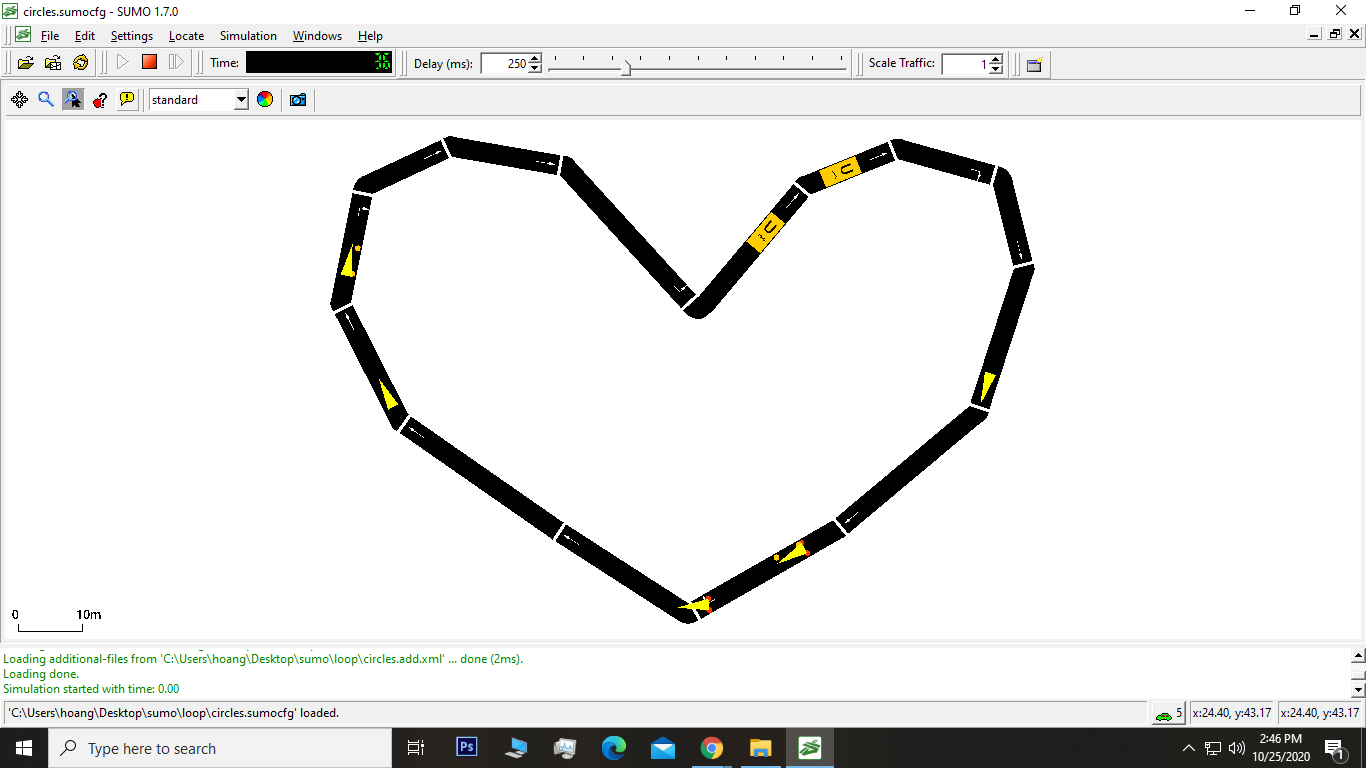 circles.sumocfg - SUMO 1.7.0
File Edit Settings Locate Simulation Windows Help
Time: 36 Delay (ms): 250 Scale Traffic: 1
standard
U
U
0 10m
Loading additional-files from 'C:\Users\hoang\Desktop\sumo\loop\circles.add.xml' ... done (2ms).
Loading done.
Simulation started with time: 0.00
'C:\Users\hoang\Desktop\sumo\loop\circles.sumocfg' loaded. 5 x:24.40, y:43.17 x:24.40, y:43.17
Type here to search Ps 2:46 PM
10/25/2020 1